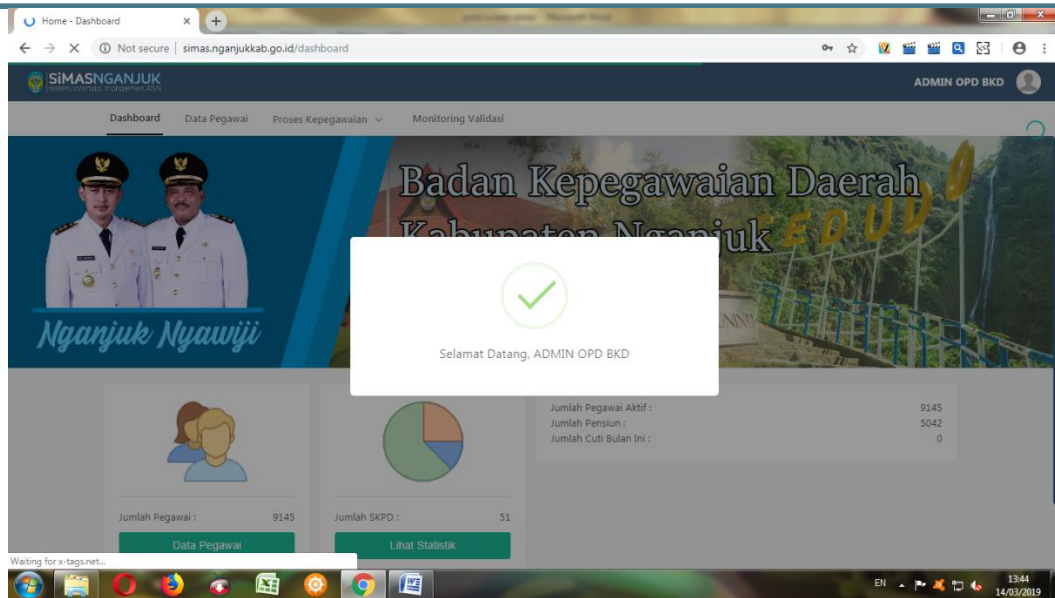 Home - Dashboard
Not secure | simas.nganjukkab.go.id/dashboard
SiMASNGANJUK
ADMIN OPD BKD
Dashboard Data Pegawai Proses Kepegawaian Monitoring Validasi
Badan Kepegawaian Daerah
Kabupaten Nganjuk
Nganjuk Nyawiji
Selamat Datang, ADMIN OPD BKD
Jumlah Pegawai Aktif : 9145
Jumlah Pensiun : 5042
Jumlah Cuti Bulan Ini : 0
Jumlah Pegawai : 9145
Jumlah SKPD : 51
Data Pegawai
Lihat Statistik
Waiting for x-tags.net...
EN
13:44
14/03/2019